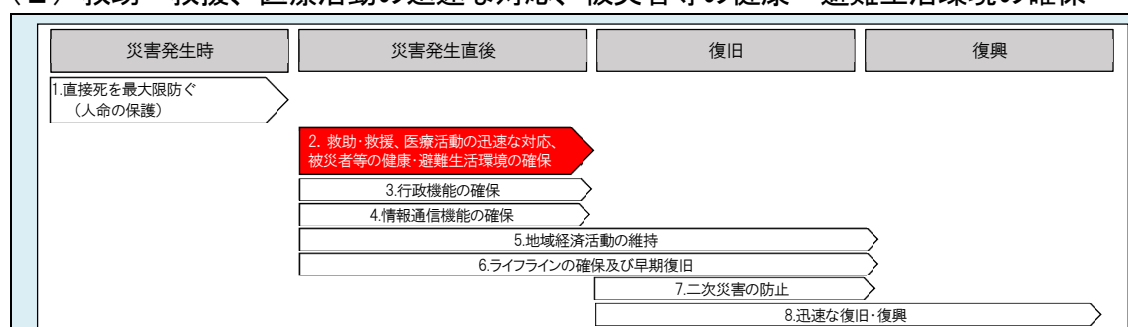 (2) 救助・救援、医療活動の迅速な対応、被災者等の健康・避難生活環境の確保
災害発生時
災害発生直後
復旧
復興
1.直接死を最大限防ぐ
(人命の保護)
2. 救助・救援、医療活動の迅速な対応、
被災者等の健康・避難生活環境の確保
3.行政機能の確保
4.情報通信機能の確保
5.地域経済活動の維持
6.ライフラインの確保及び早期復旧
7.二次災害の防止
8.迅速な復旧・復興